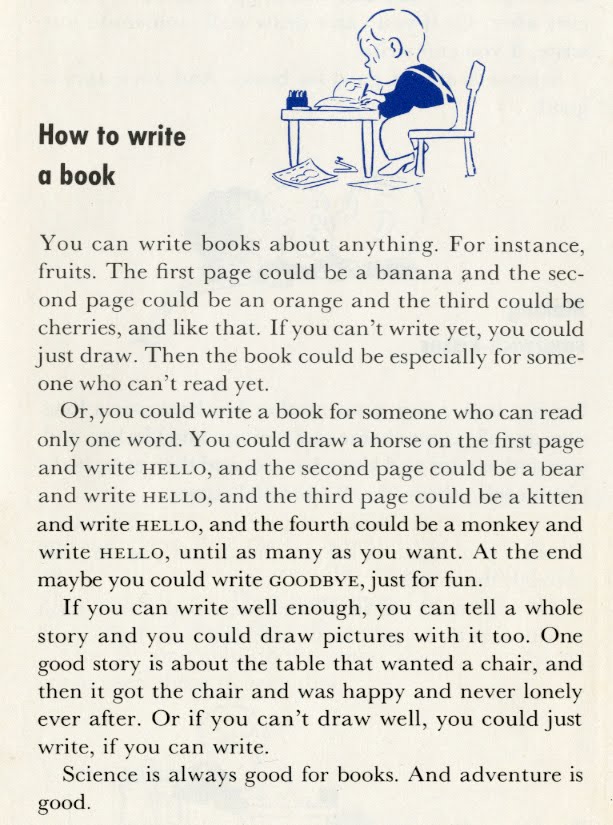 How to write
a book
You can write books about anything. For instance,
fruits. The first page could be a banana and the sec-
ond page could be an orange and the third could be
cherries, and like that. If you can't write yet, you could
just draw. Then the book could be especially for some-
one who can't read yet.
Or, you could write a book for someone who can read
only one word. You could draw a horse on the first page
and write HELLO, and the second page could be a bear
and write HELLO, and the third page could be a kitten
and write HELLO, and the fourth could be a monkey and
write HELLO, until as many as you want. At the end
maybe you could write GOODBYE, just for fun.
If you can write well enough, you can tell a whole
story and you could draw pictures with it too. One
good story is about the table that wanted a chair, and
then it got the chair and was happy and never lonely
ever after. Or if you can't draw well, you could just
write, if you can write.
Science is always good for books. And adventure is
good.